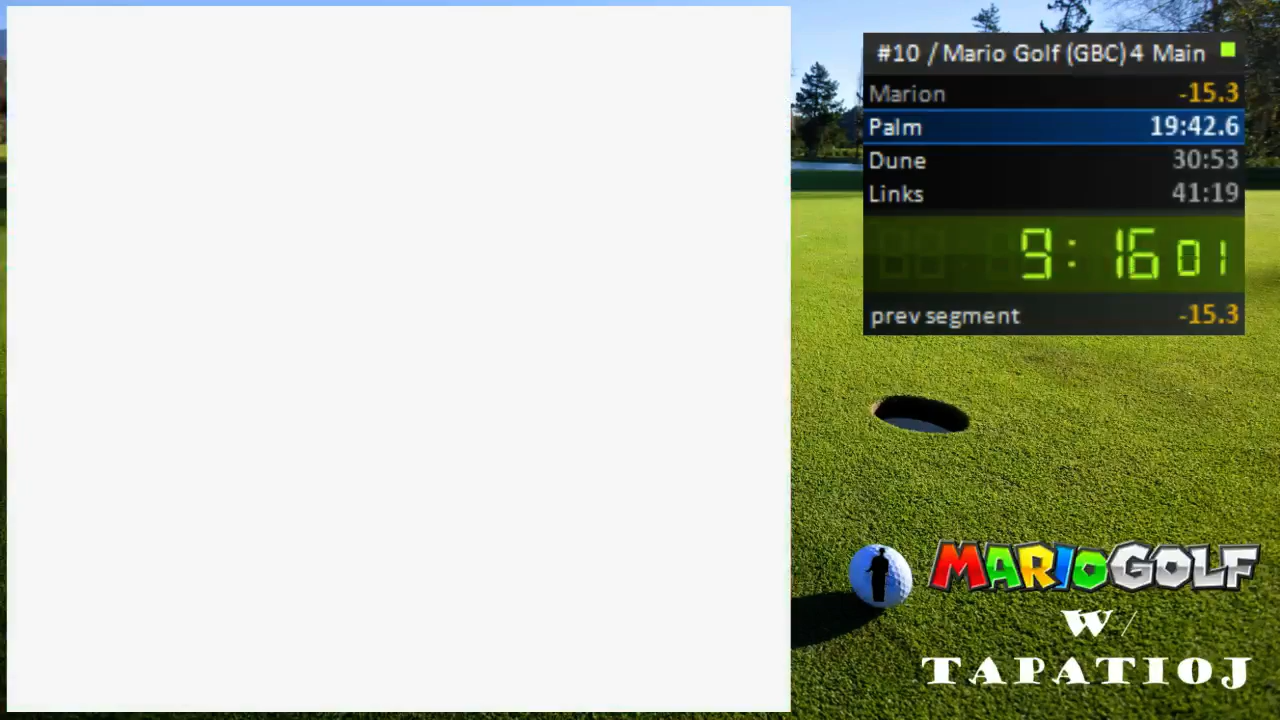 #10 / Mario Golf (GBC) 4 Main
Marion -15.3
Palm 19:42.6
Dune 30:53
Links 41:19
9:16 01
prev segment -15.3
MARIO GOLF
W/
TAPATIOJ